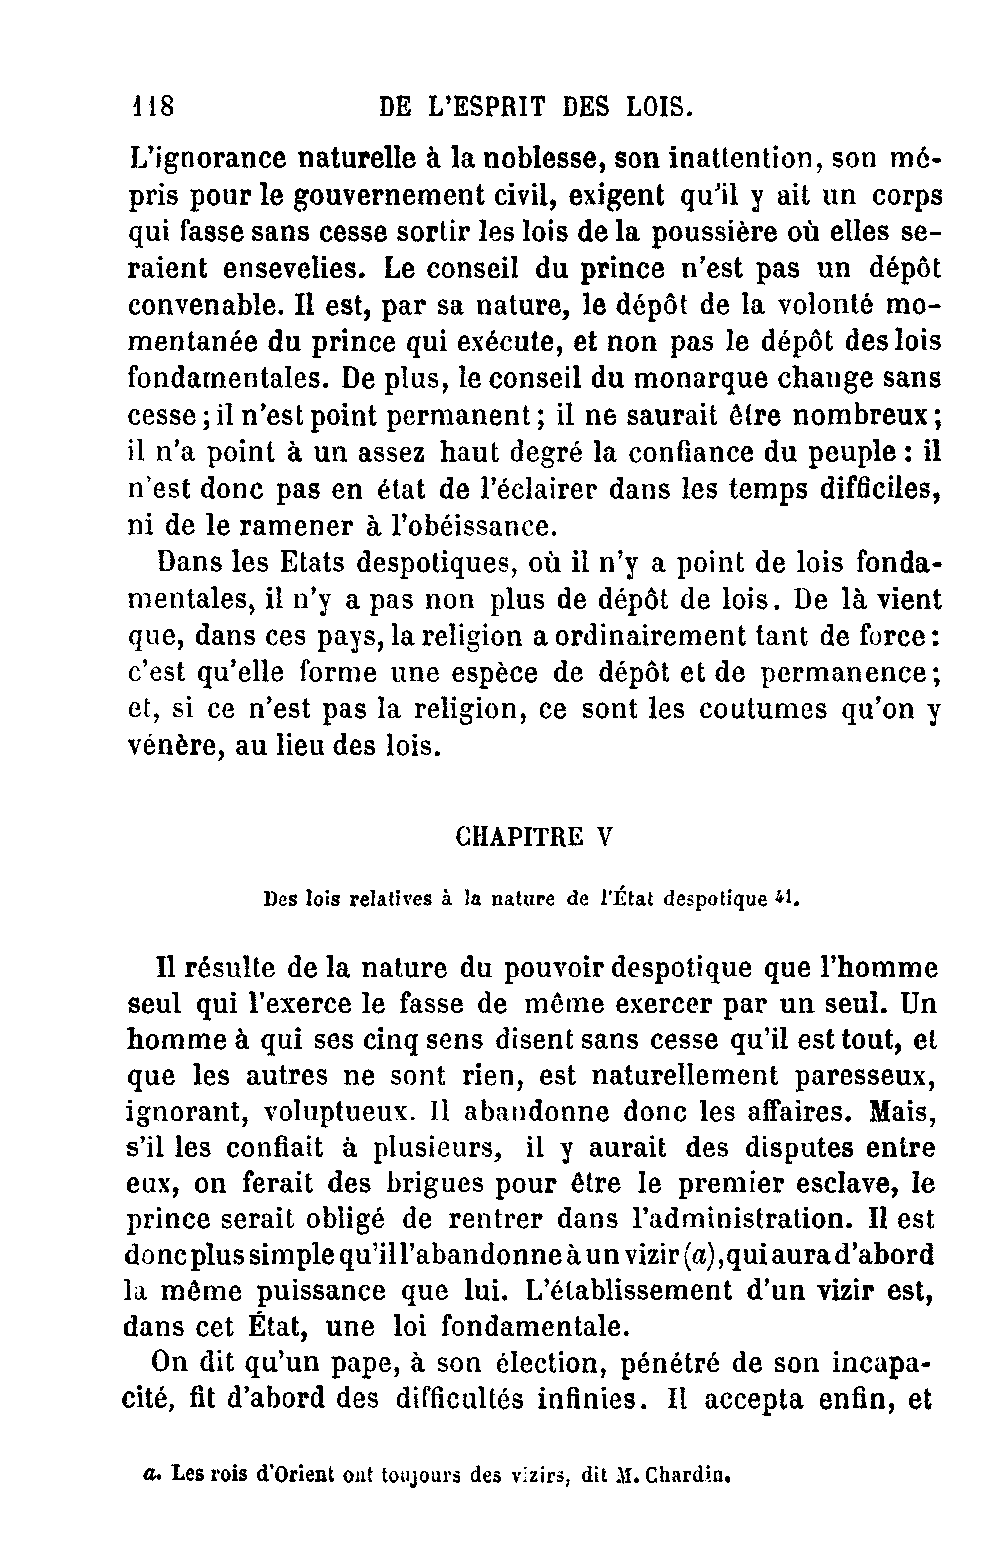 118 DE L'ESPRIT DES LOIS.
L'ignorance naturelle à la noblesse, son inattention, son mé-
pris pour le gouvernement civil, exigent qu'il y ait un corps
qui fasse sans cesse sortir les lois de la poussière où elles se-
raient ensevelies. Le conseil du prince n'est pas un dépôt
convenable. Il est, par sa nature, le dépôt de la volonté mo-
mentanée du prince qui exécute, et non pas le dépôt des lois
fondamentales. De plus, le conseil du monarque change sans
cesse ; il n'est point permanent ; il ne saurait être nombreux ;
il n'a point à un assez haut degré la confiance du peuple : il
n'est donc pas en état de l'éclairer dans les temps difficiles,
ni de le ramener à l'obéissance.
Dans les Etats despotiques, où il n'y a point de lois fonda-
mentales, il n'y a pas non plus de dépôt de lois. De là vient
que, dans ces pays, la religion a ordinairement tant de force :
c'est qu'elle forme une espèce de dépôt et de permanence ;
et, si ce n'est pas la religion, ce sont les coutumes qu'on y
vénère, au lieu des lois.
CHAPITRE V
Des lois relatives à la nature de l'État despotique 41.
Il résulte de la nature du pouvoir despotique que l'homme
seul qui l'exerce le fasse de même exercer par un seul. Un
homme à qui ses cinq sens disent sans cesse qu'il est tout, et
que les autres ne sont rien, est naturellement paresseux,
ignorant, voluptueux. Il abandonne donc les affaires. Mais,
s'il les confiait à plusieurs, il y aurait des disputes entre
eux, on ferait des brigues pour être le premier esclave, le
prince serait obligé de rentrer dans l'administration. Il est
donc plus simple qu'il l'abandonne à un vizir (a), qui aura d'abord
la même puissance que lui. L'établissement d'un vizir est,
dans cet État, une loi fondamentale.
On dit qu'un pape, à son élection, pénétré de son incapa-
cité, fit d'abord des difficultés infinies. Il accepta enfin, et
a. Les rois d'Orient ont toujours des vizirs, dit M. Chardin.